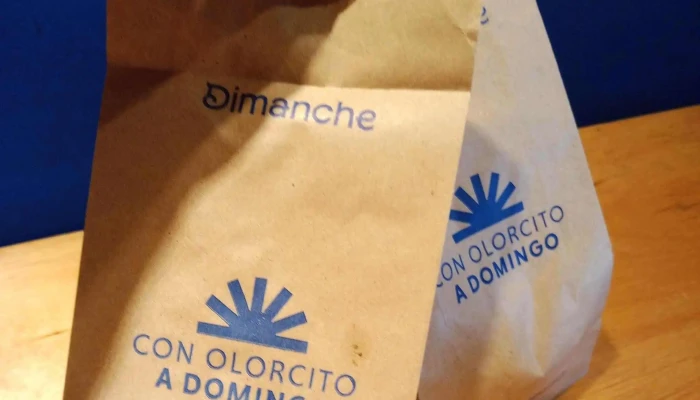 Dimanche
CON OLORCITO
A DOMINGO
CON OLORCITO
A DOMINGO